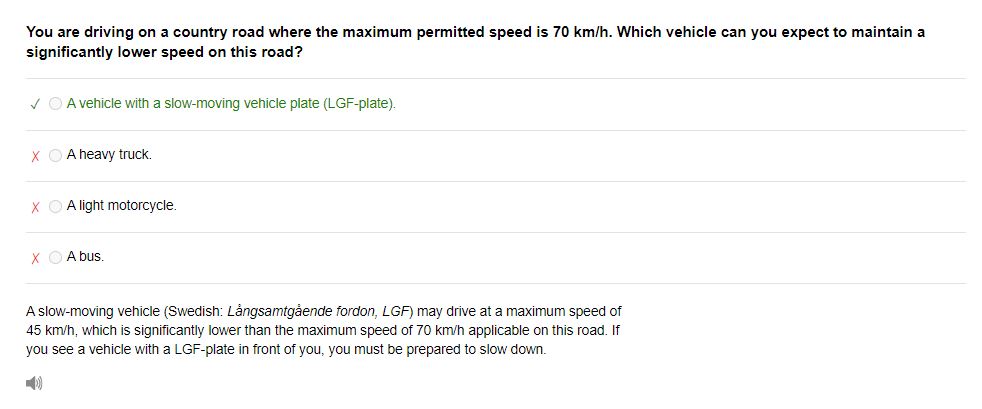 You are driving on a country road where the maximum permitted speed is 70 km/h. Which vehicle can you expect to maintain a
significantly lower speed on this road?
✓ A vehicle with a slow-moving vehicle plate (LGF-plate).
X A heavy truck.
X A light motorcycle.
X A bus.
A slow-moving vehicle (Swedish: Långsamtgående fordon, LGF) may drive at a maximum speed of
45 km/h, which is significantly lower than the maximum speed of 70 km/h applicable on this road. If
you see a vehicle with a LGF-plate in front of you, you must be prepared to slow down.